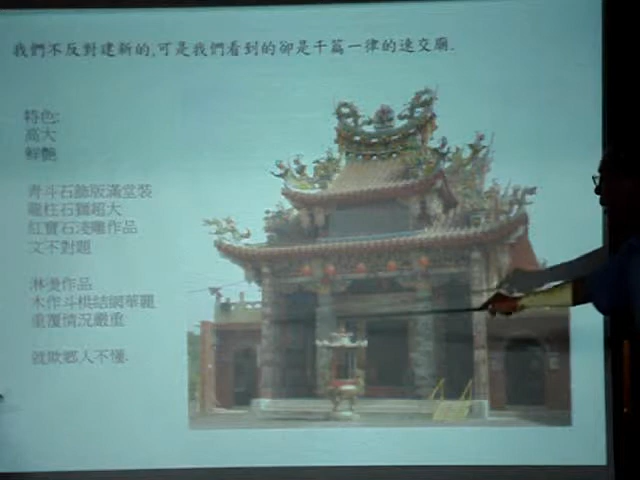 我們不反對建新的,可是我們看到的卻是千篇一律的速交廟.
特色:
高大
鮮艷
青斗石飾版滿堂裝
龍柱石獅超大
紅寶石淺雕作品
文不對題
淋燙作品
木作斗栱結網華麗
重覆情況嚴重
就欺鄉人不懂.